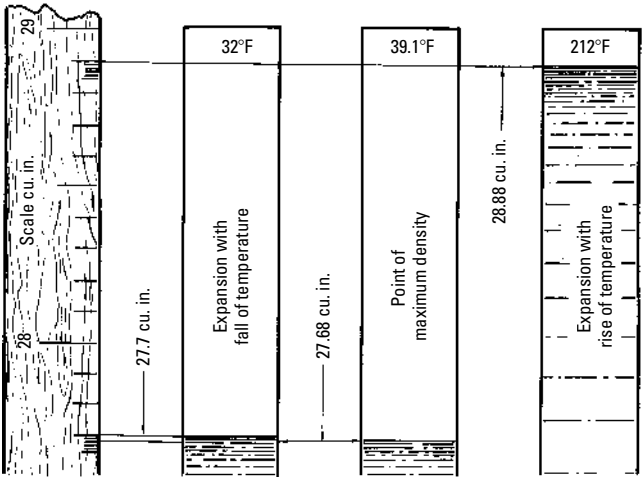 29
Scale cu. in.
28
27.7 cu. in.
32°F
Expansion with
fall of temperature
27.68 cu. in.
39.1°F
Point of
maximum density
28.88 cu. in.
212°F
Expansion with
rise of temperature